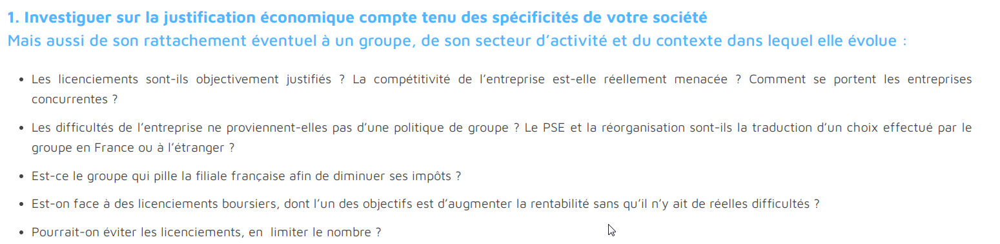 1. Investiguer sur la justification économique compte tenu des spécificités de votre société
Mais aussi de son rattachement éventuel à un groupe, de son secteur d’activité et du contexte dans lequel elle évolue :
• Les licenciements sont-ils objectivement justifiés ? La compétitivité de l’entreprise est-elle réellement menacée ? Comment se portent les entreprises
concurrentes ?
• Les difficultés de l’entreprise ne proviennent-elles pas d’une politique de groupe ? Le PSE et la réorganisation sont-ils la traduction d’un choix effectué par le
groupe en France ou à l’étranger ?
• Est-ce le groupe qui pille la filiale française afin de diminuer ses impôts ?
• Est-on face à des licenciements boursiers, dont l’un des objectifs est d’augmenter la rentabilité sans qu’il n’y ait de réelles difficultés ?
• Pourrait-on éviter les licenciements, en  limiter le nombre ?